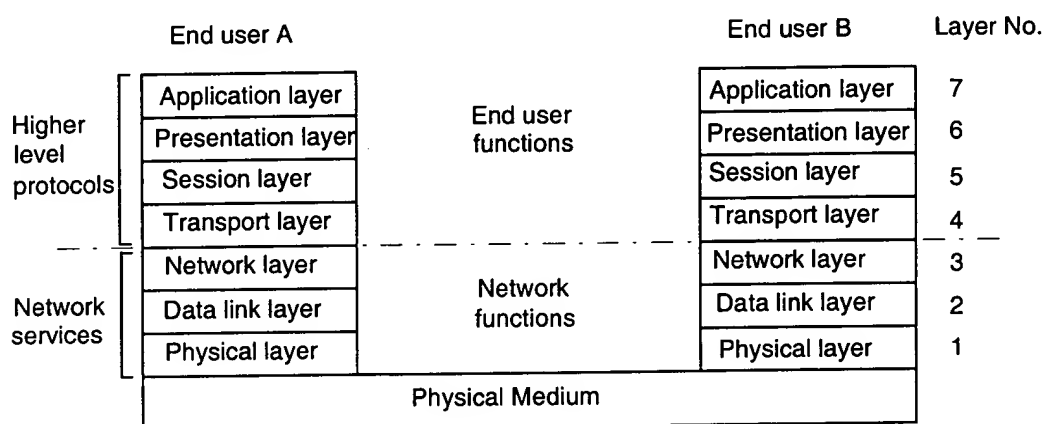 End user A
End user B
Layer No.
Higher
level
protocols
Application layer
Presentation layer
Session layer
Transport layer
End user
functions
Application layer
Presentation layer
Session layer
Transport layer
7
6
5
4
Network
services
Network layer
Data link layer
Physical layer
Network
functions
Network layer
Data link layer
Physical layer
3
2
1
Physical Medium